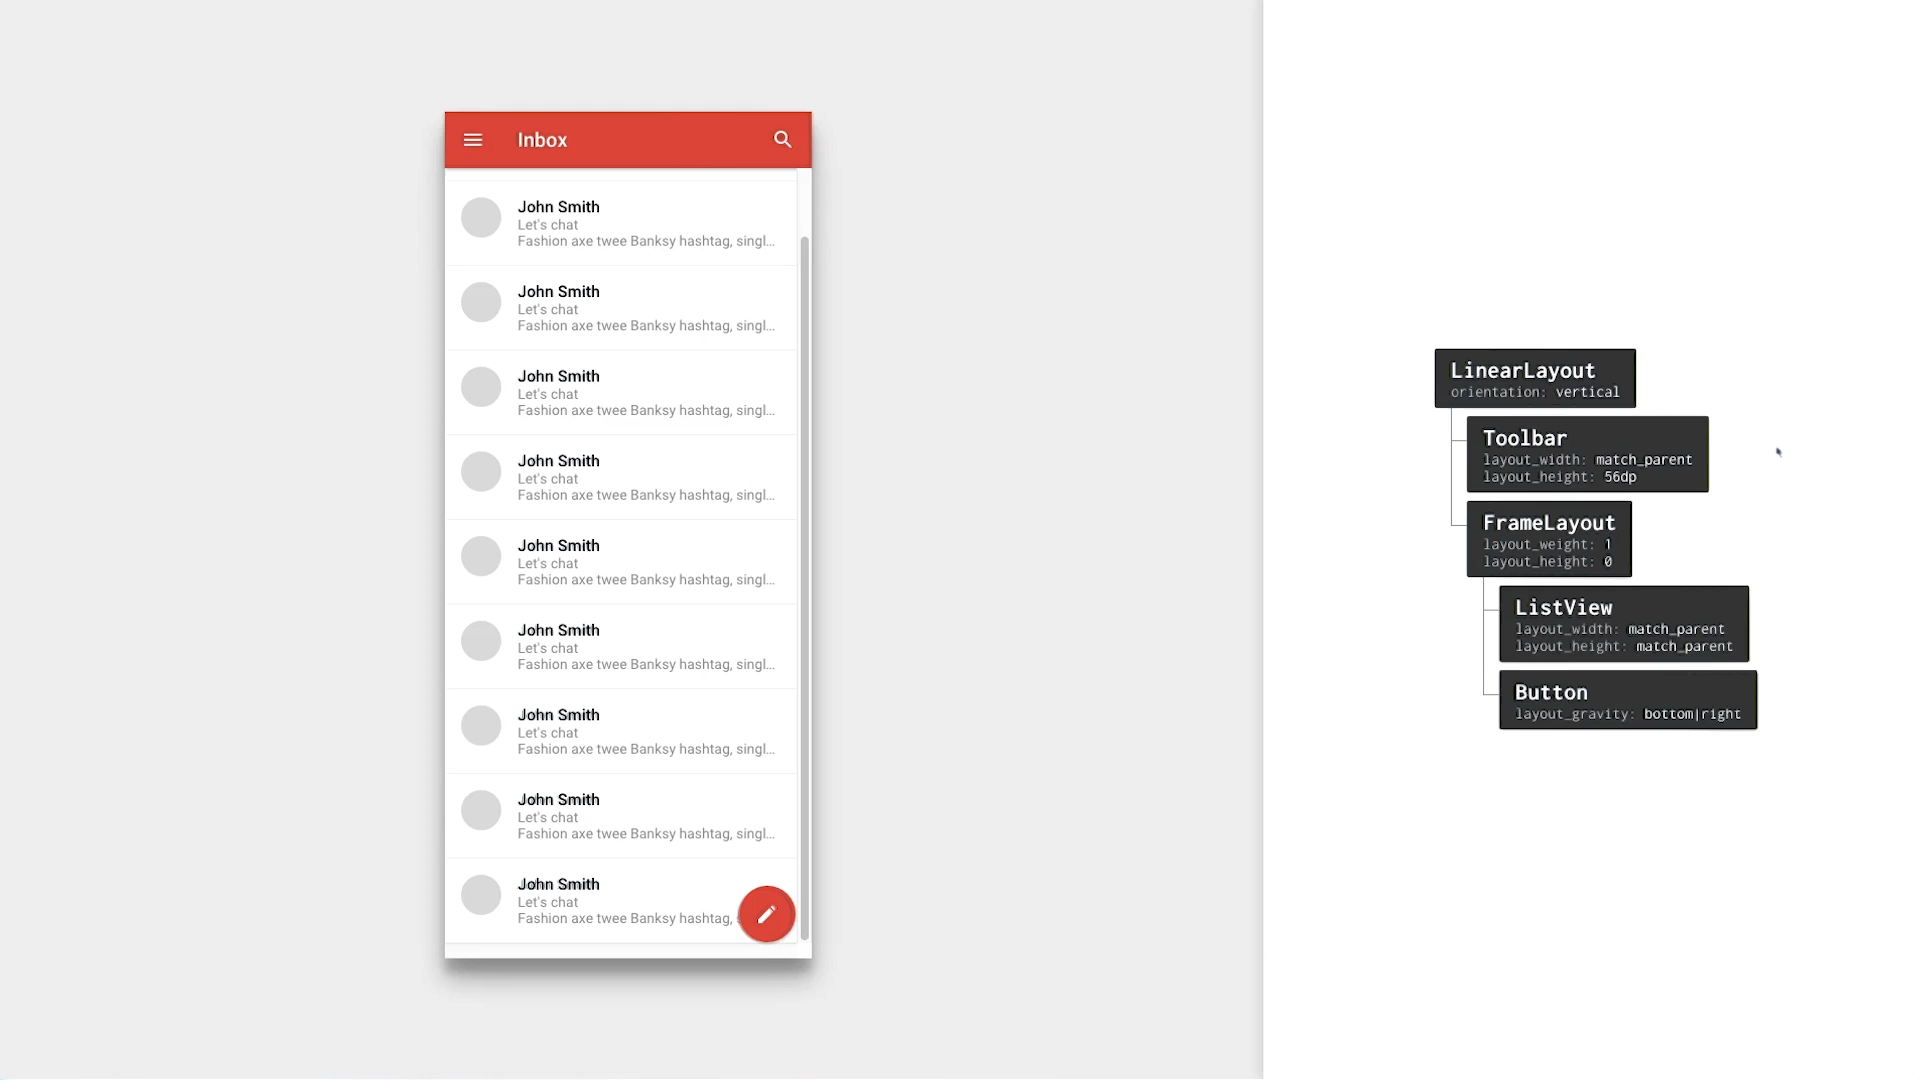 Inbox
John Smith
Let's chat
Fashion axe twee Banksy hashtag, singl...
John Smith
Let's chat
Fashion axe twee Banksy hashtag, singl...
John Smith
Let's chat
Fashion axe twee Banksy hashtag, singl...
John Smith
Let's chat
Fashion axe twee Banksy hashtag, singl...
John Smith
Let's chat
Fashion axe twee Banksy hashtag, singl...
John Smith
Let's chat
Fashion axe twee Banksy hashtag, singl...
John Smith
Let's chat
Fashion axe twee Banksy hashtag, singl...
John Smith
Let's chat
Fashion axe twee Banksy hashtag, singl...
John Smith
Let's chat
Fashion axe twee Banksy hashtag,
LinearLayout
orientation: vertical
Toolbar
layout_width: match_parent
layout_height: 56dp
FrameLayout
layout_weight: 1
layout_height: 0
ListView
layout_width: match_parent
layout_height: match_parent
Button
layout_gravity: bottom|right